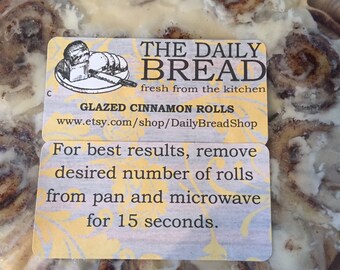 THE DAILY
BREAD
fresh from the kitchen
C
GLAZED CINNAMON ROLLS
www.etsy.com/shop/DailyBreadShop
For best results, remove
desired number of rolls
from pan and microwave
for 15 seconds.